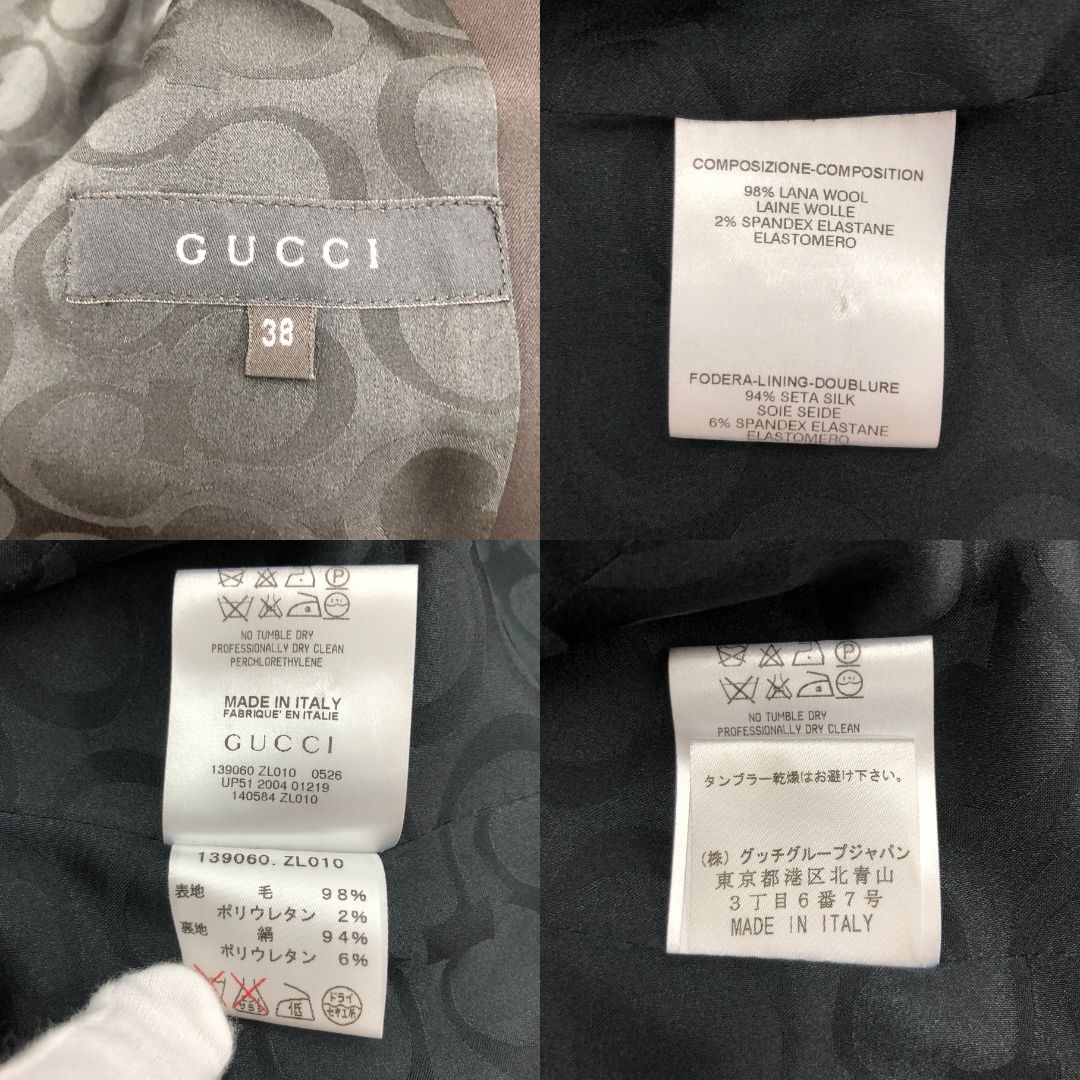 GUCCI
38
COMPOSIZIONE-COMPOSITION
98% LANA WOOL
LAINE WOLLE
2% SPANDEX ELASTANE
ELASTOMERO
FODERA-LINING-DOUBLURE
94% SETA SILK
SOIE SEIDE
6% SPANDEX ELASTANE
ELASTOMERO
P
NO TUMBLE DRY
PROFESSIONALLY DRY CLEAN
PERCHLORETHYLENE
MADE IN ITALY
FABRIQUE' EN ITALIE
GUCCI
139060 ZL010 0526
UP51 2004 01219
140584 ZL010
139060. ZL010
表地 毛 98%
ポリウレタン 2%
裏地 絹 94%
ポリウレタン 6%
低 ドライ セキユ系
P
NO TUMBLE DRY
PROFESSIONALLY DRY CLEAN
タンブラー乾燥はお避け下さい。
(株) グッチグループジャパン
東京都港区北青山
3丁目6番7号
MADE IN ITALY